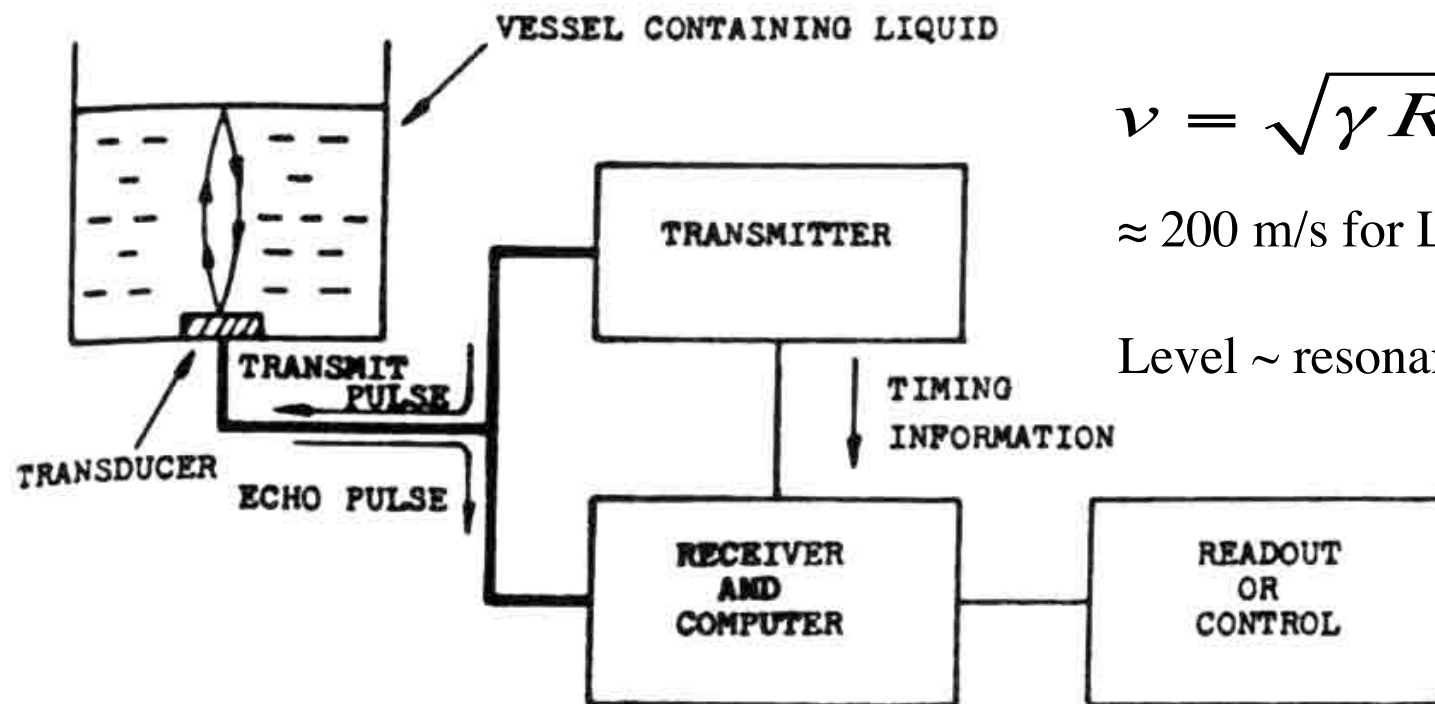 VESSEL CONTAINING LIQUID
v = √γ R
≈ 200 m/s for L
TRANSMITTER
Level ~
TRANSMIT
PULSE
TIMING
INFORMATION
TRANSDUCER
ECHO PULSE
RECEIVER
AND
COMPUTER
READOUT
OR
CONTROL